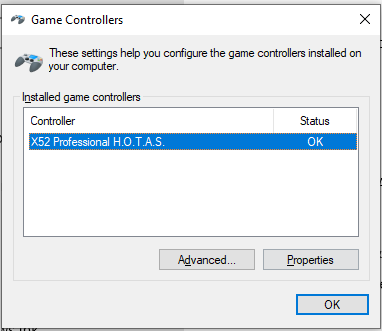 Game Controllers
These settings help you configure the game controllers installed on
your computer.
Installed game controllers
Controller Status
X52 Professional H.O.T.A.S. OK
Advanced... Properties
OK